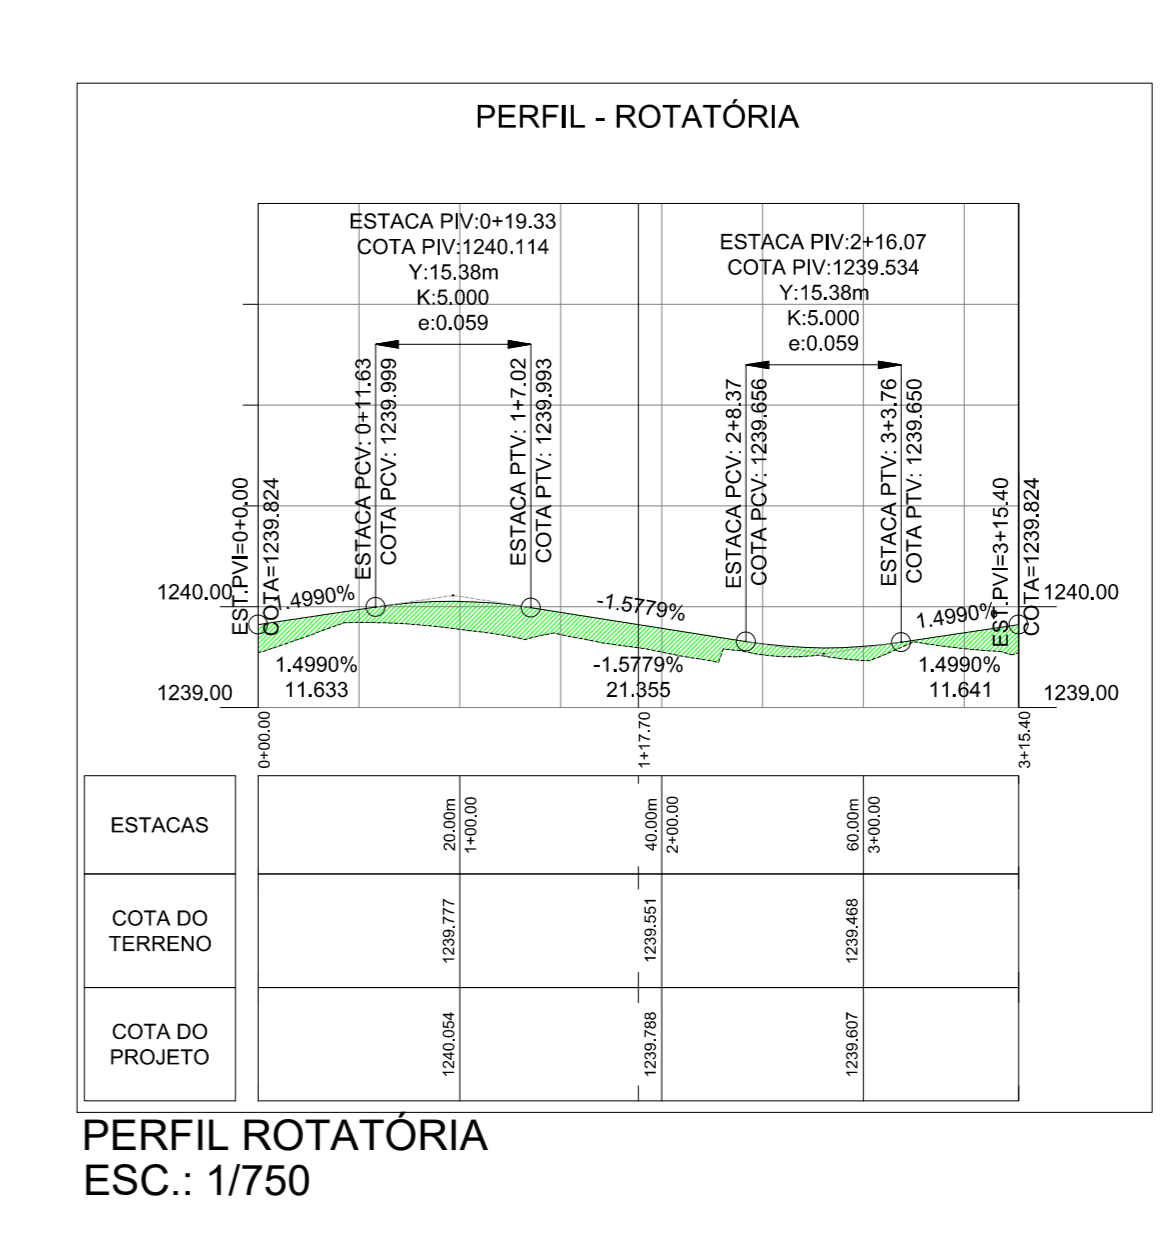 PERFIL - ROTATÓRIA
ESTACA PIV:0+19.33
COTA PIV:1240.114
Y:15.38m
K:5.000
e:0.059
ESTACA PIV:2+16.07
COTA PIV:1239.534
Y:15.38m
K:5.000
e:0.059
EST.PVI=0+0.00
COTA=1239.824
ESTACA PCV: 0+11.63
COTA PCV: 1239.999
ESTACA PTV: 1+7.02
COTA PTV: 1239.993
ESTACA PCV: 2+8.37
COTA PCV: 1239.656
ESTACA PTV: 3+3.76
COTA PTV: 1239.650
EST.PVI=3+15.40
COTA=1239.824
1240.00
1.4990%
-1.5779%
1.4990%
1240.00
1.4990%
11.633
-1.5779%
21.355
1.4990%
11.641
1239.00
1239.00
0+00.00
1+17.70
3+15.40
ESTACAS
20.00m
1+00.00
40.00m
2+00.00
60.00m
3+00.00
COTA DO
TERRENO
1239.777
1239.551
1239.468
COTA DO
PROJETO
1240.054
1239.788
1239.607
PERFIL ROTATÓRIA
ESC.: 1/750